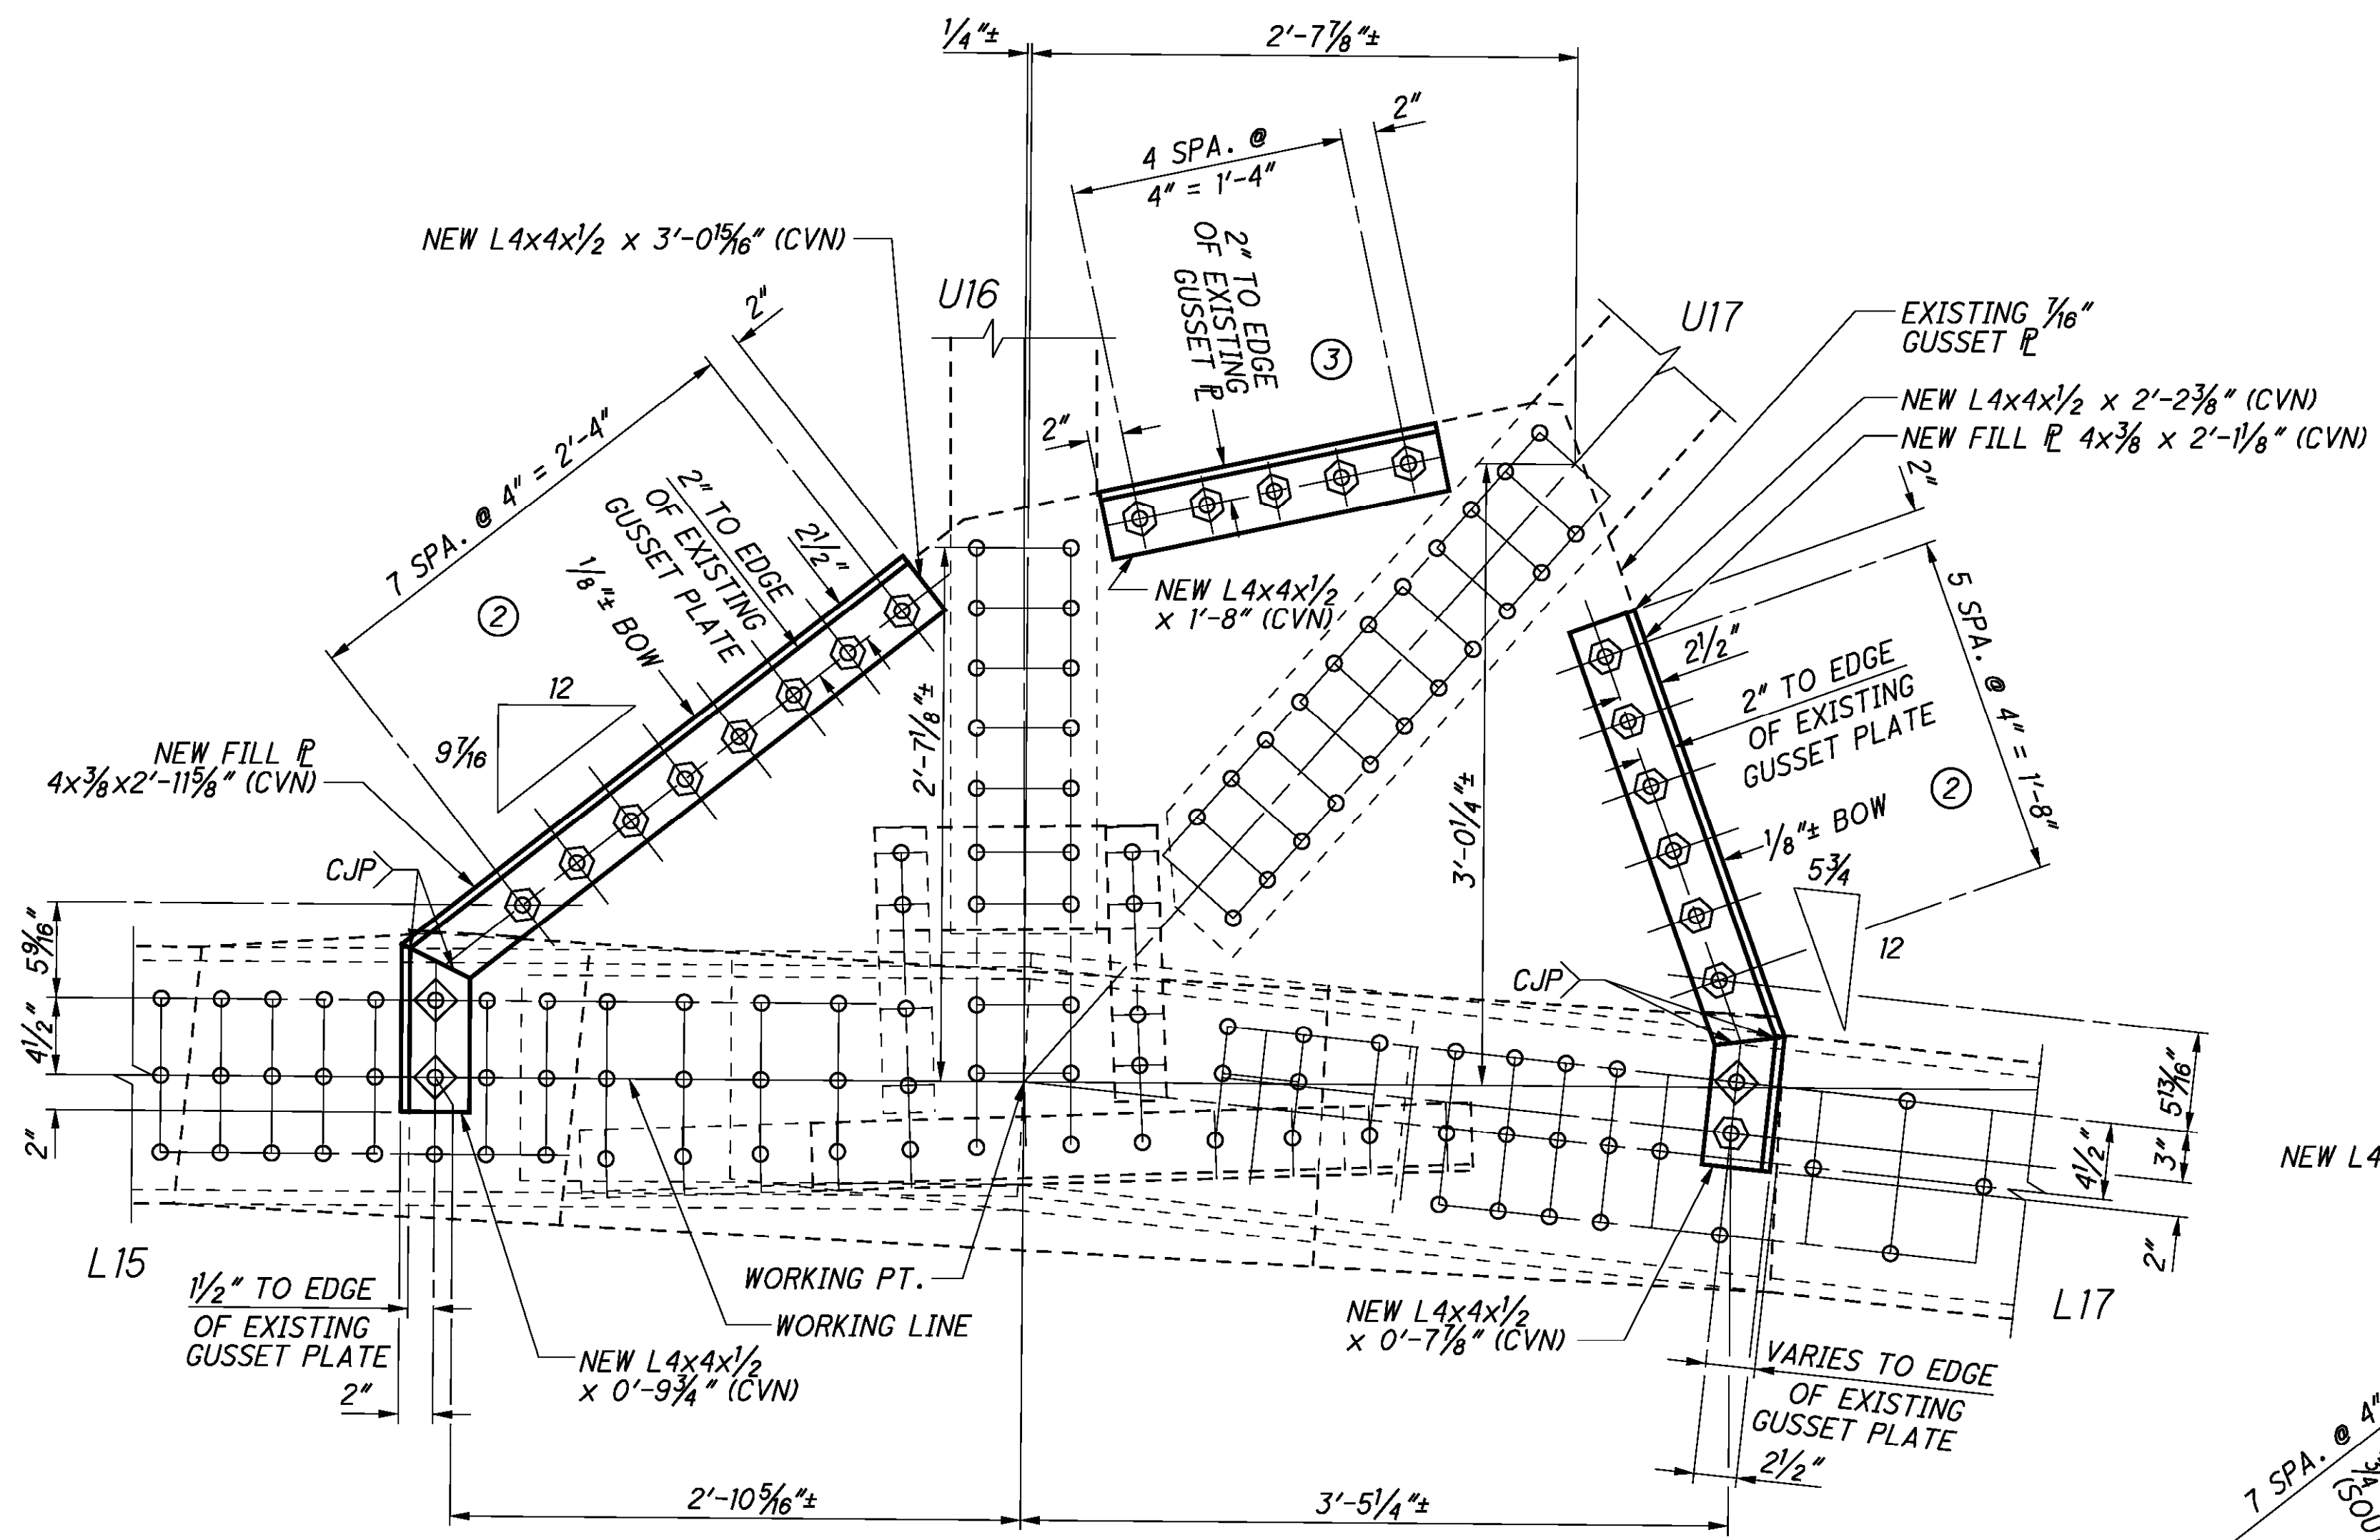 1/4"±
2'-7 7/8"±
2"
4 SPA. @
4" = 1'-4"
NEW L4x4x1/2 x 3'-0 15/16" (CVN)
2"
U16
2" TO EDGE
OF EXISTING
GUSSET ⅊
3
U17
EXISTING 7/16"
GUSSET ⅊
NEW L4x4x1/2 x 2'-2 3/8" (CVN)
NEW FILL ⅊ 4x3/8 x 2'-1 1/8" (CVN)
7 SPA. @ 4" = 2'-4"
2" TO EDGE
OF EXISTING
GUSSET PLATE
2 1/2"
1/8"± BOW
2
2"
NEW L4x4x1/2
x 1'-8" (CVN)
2"
2 1/2"
2" TO EDGE
OF EXISTING
GUSSET PLATE
5 SPA. @ 4" = 1'-8"
2
1/8"± BOW
12
9 7/16
NEW FILL ⅊
4x3/8x2'-11 5/8" (CVN)
2'-7 1/8"±
3'-0 1/4"±
5 3/4
12
CJP
CJP
5 9/16"
4 1/2"
2"
5 13/16"
3"
4 1/2"
2"
NEW L4
L15
1 1/2" TO EDGE
OF EXISTING
GUSSET PLATE
2"
WORKING PT.
WORKING LINE
NEW L4x4x1/2
x 0'-9 3/4" (CVN)
NEW L4x4x1/2
x 0'-7 7/8" (CVN)
L17
VARIES TO EDGE
OF EXISTING
GUSSET PLATE
2 1/2"
2'-10 5/16"±
3'-5 1/4"±
7 SPA. @ 4"
(SOU